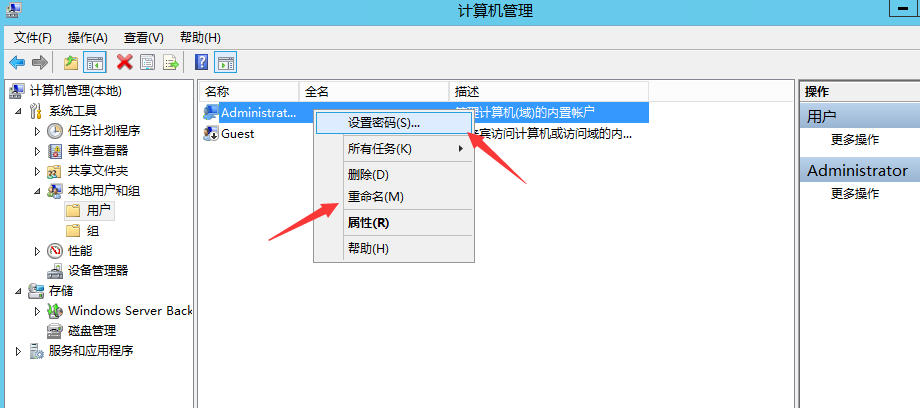 计算机管理
文件(F) 操作(A) 查看(V) 帮助(H)
计算机管理(本地)
系统工具
任务计划程序
事件查看器
共享文件夹
本地用户和组
用户
组
性能
设备管理器
存储
Windows Server Back
磁盘管理
服务和应用程序
名称 全名 描述
Administrat... 管理计算机(域)的内置帐户
Guest 宾访问计算机或访问域的内...
设置密码(S)...
所有任务(K)
删除(D)
重命名(M)
属性(R)
帮助(H)
操作
用户
更多操作
Administrator
更多操作